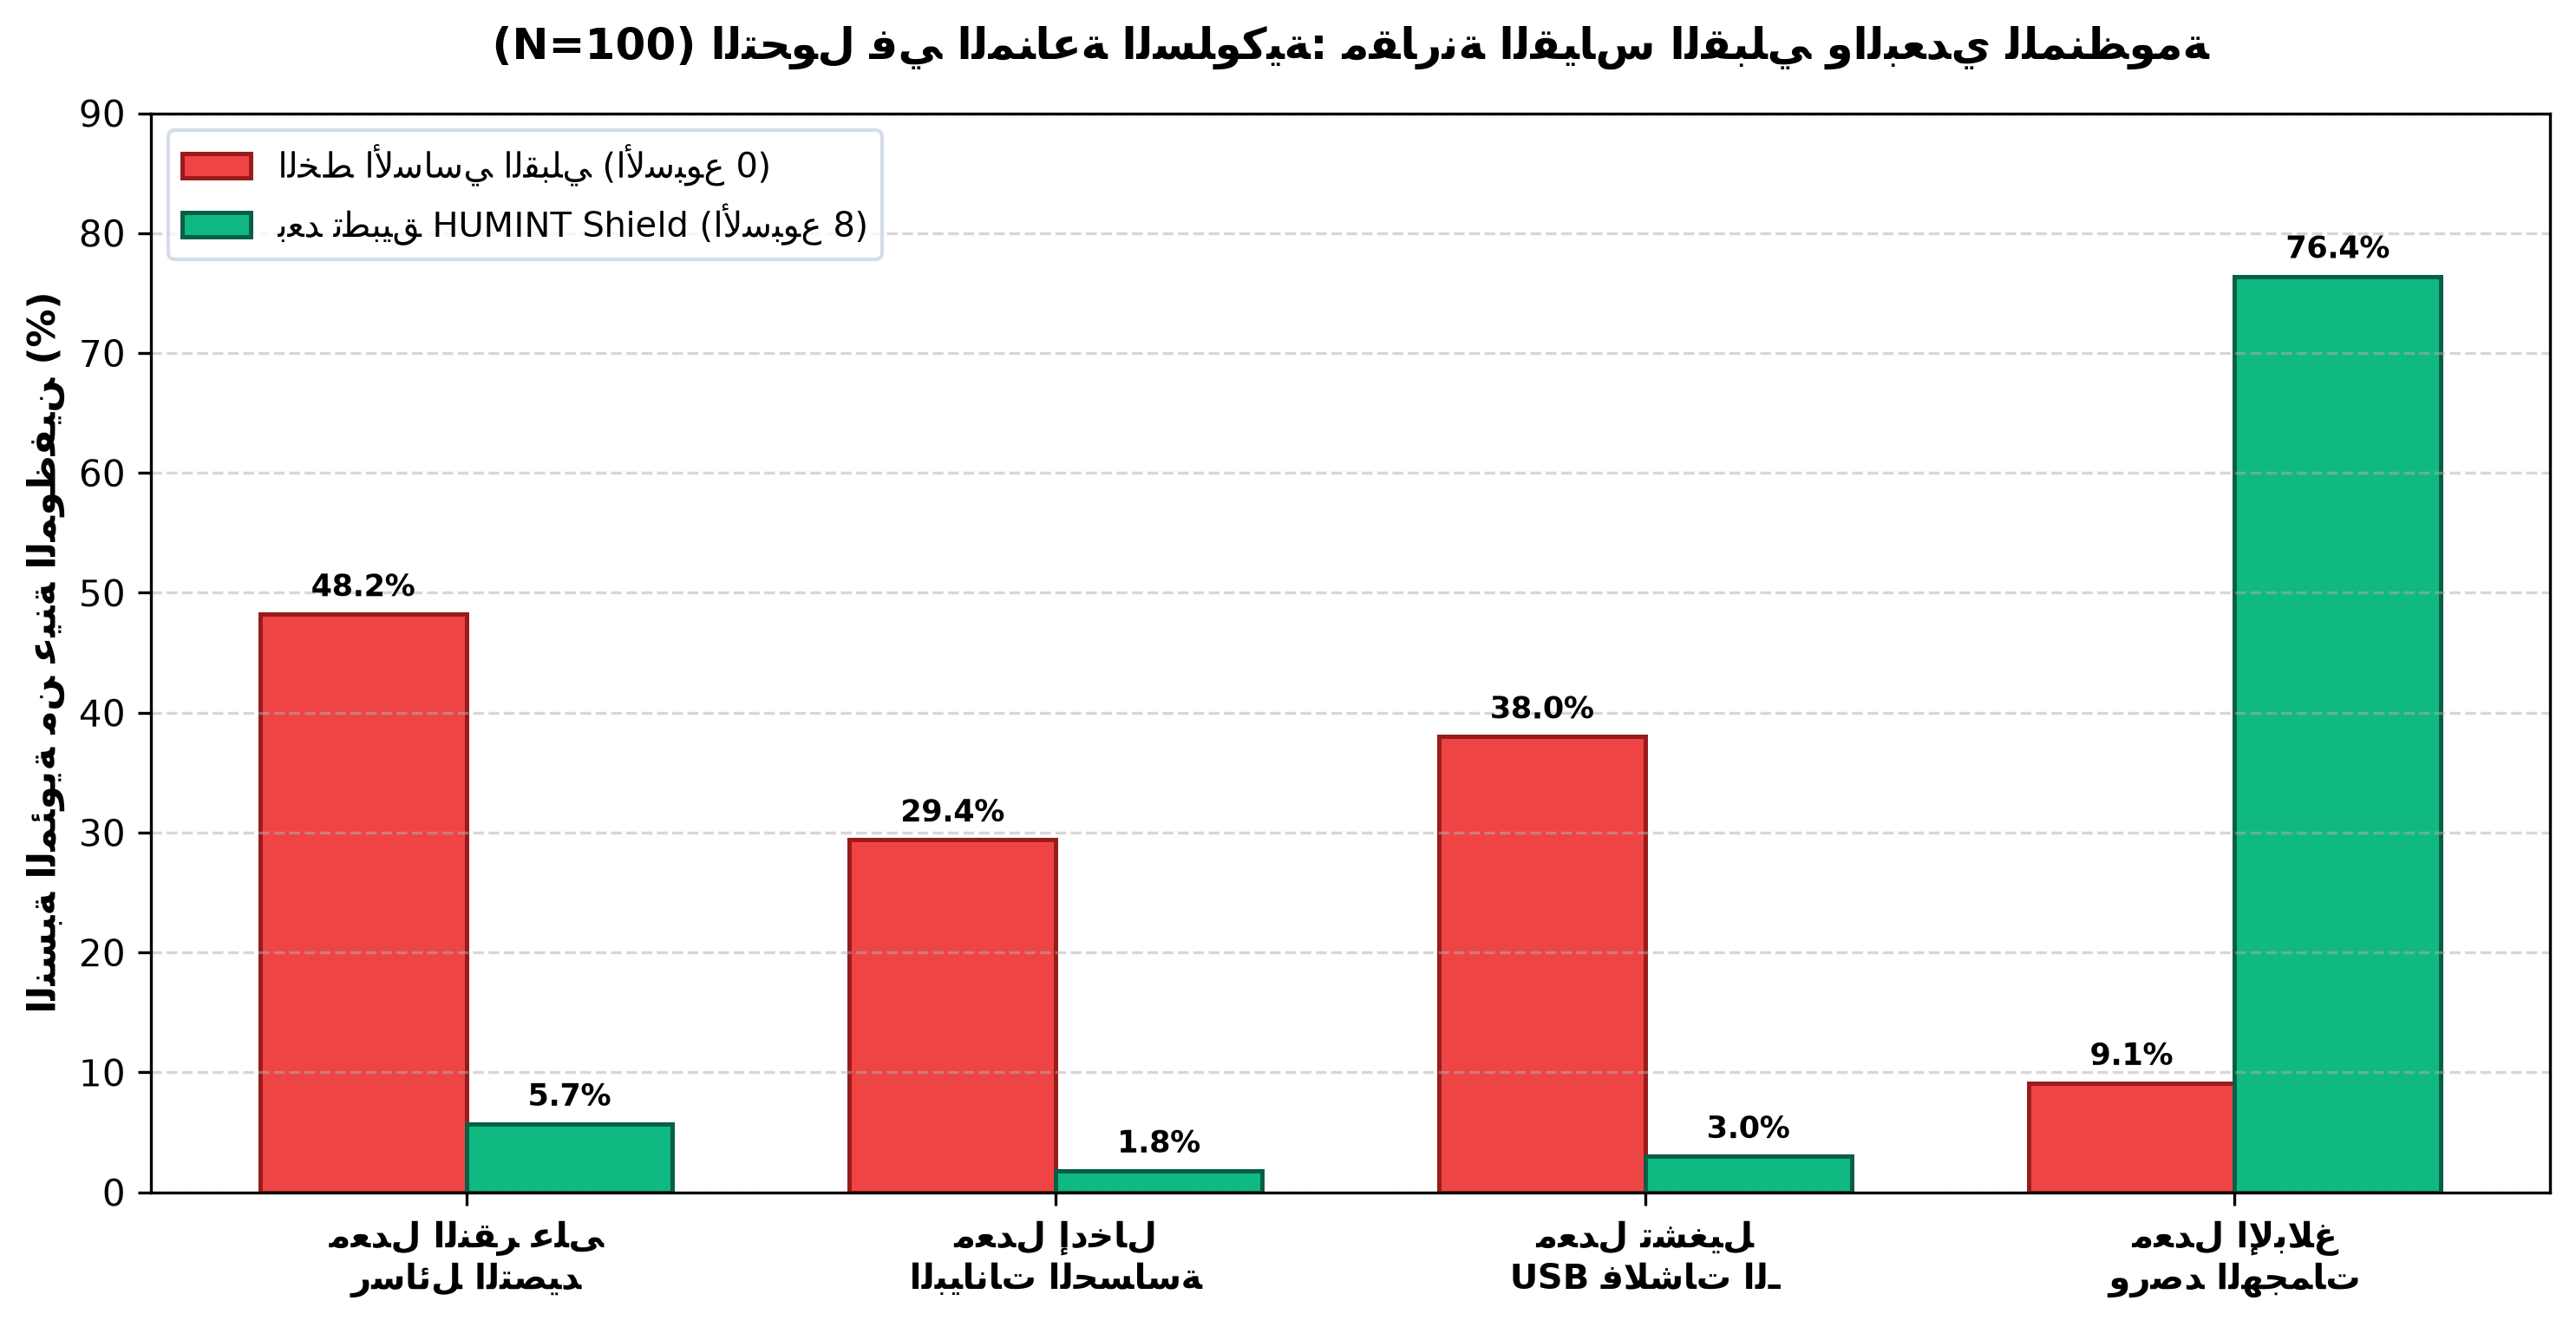 (N=100) التحول في المناعة السلوكية: مقارنة القياس القبلي والبعدي للمنظومة
النسبة المئوية من عينة الموظفين (%)
90
80
70
60
50
40
30
20
10
0
الخط الأساسي القبلي (الأسبوع 0)
بعد تطبيق HUMINT Shield (الأسبوع 8)
48.2%
5.7%
29.4%
1.8%
38.0%
3.0%
9.1%
76.4%
معدل النقر على
رسائل التصيد
معدل إدخال
البيانات الحساسة
معدل تشغيل
USB فلاشات الـ
معدل الإبلاغ
ورصد الهجمات